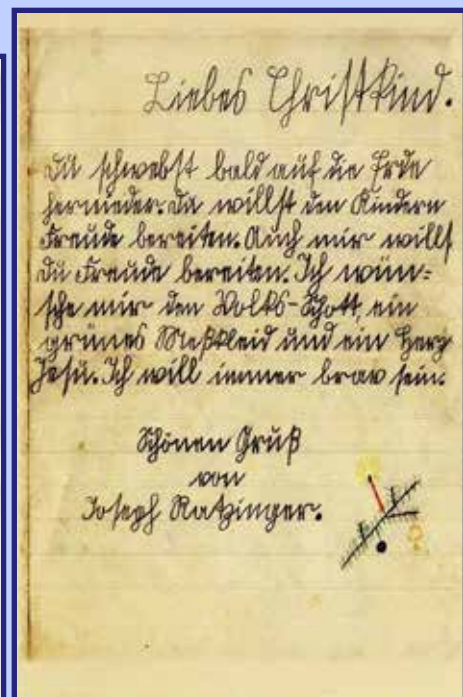 Liebes Christkind.
Du schwebst bald auf die Erde
hernieder. Du willst den Kindern
Freude bereiten. Auch mir willst
Du Freude bereiten. Ich wün=
sche mir den Volks-Schott, ein
grünes Meßkleid und ein Herz
Jesu. Ich will immer brav sein.
Schönen Gruß
von
Joseph Ratzinger.